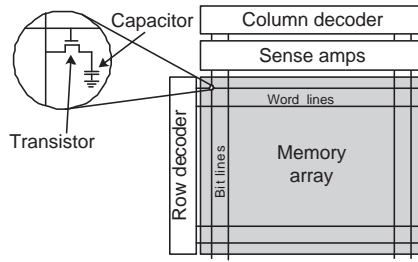 Capacitor
Transistor
Column decoder
Sense amps
Row decoder
Word lines
Bit lines
Memory
array